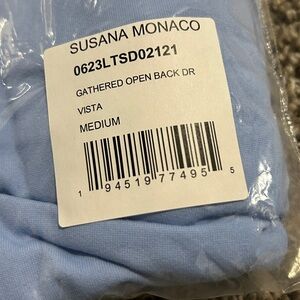 SUSANA MONACO
0623LTSD02121
GATHERED OPEN BACK DR
VISTA
MEDIUM
1 94519 77495 5